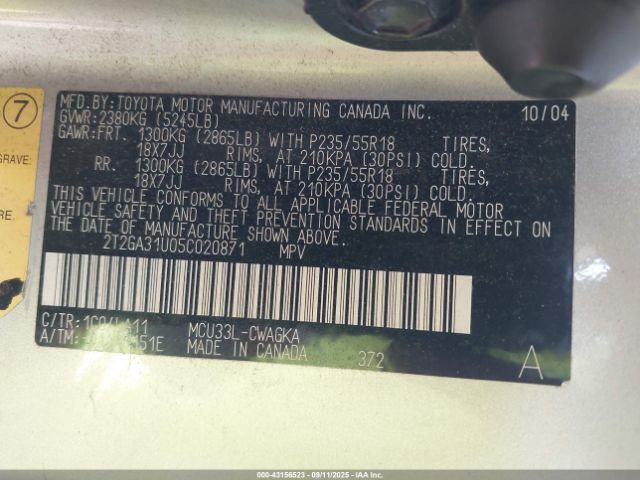 7
GRAVE:
URE
MFD.BY:TOYOTA MOTOR MANUFACTURING CANADA INC. 10/04
GVWR:2380KG (5245LB)
GAWR:FRT. 1300KG (2865LB) WITH P235/55R18 TIRES,
18X7JJ RIMS, AT 210KPA (30PSI) COLD.
RR. 1300KG (2865LB) WITH P235/55R18 TIRES,
18X7JJ RIMS, AT 210KPA (30PSI) COLD.
THIS VEHICLE CONFORMS TO ALL APPLICABLE FEDERAL MOTOR
VEHICLE SAFETY AND THEFT PREVENTION STANDARDS IN EFFECT ON
THE DATE OF MANUFACTURE SHOWN ABOVE.
2T2GA31U05C020871 MPV
C/TR: MCU33L-CWAGKA
A/TM: MADE IN CANADA 372 A
000-43156523 - 09/11/2025 - IAAI